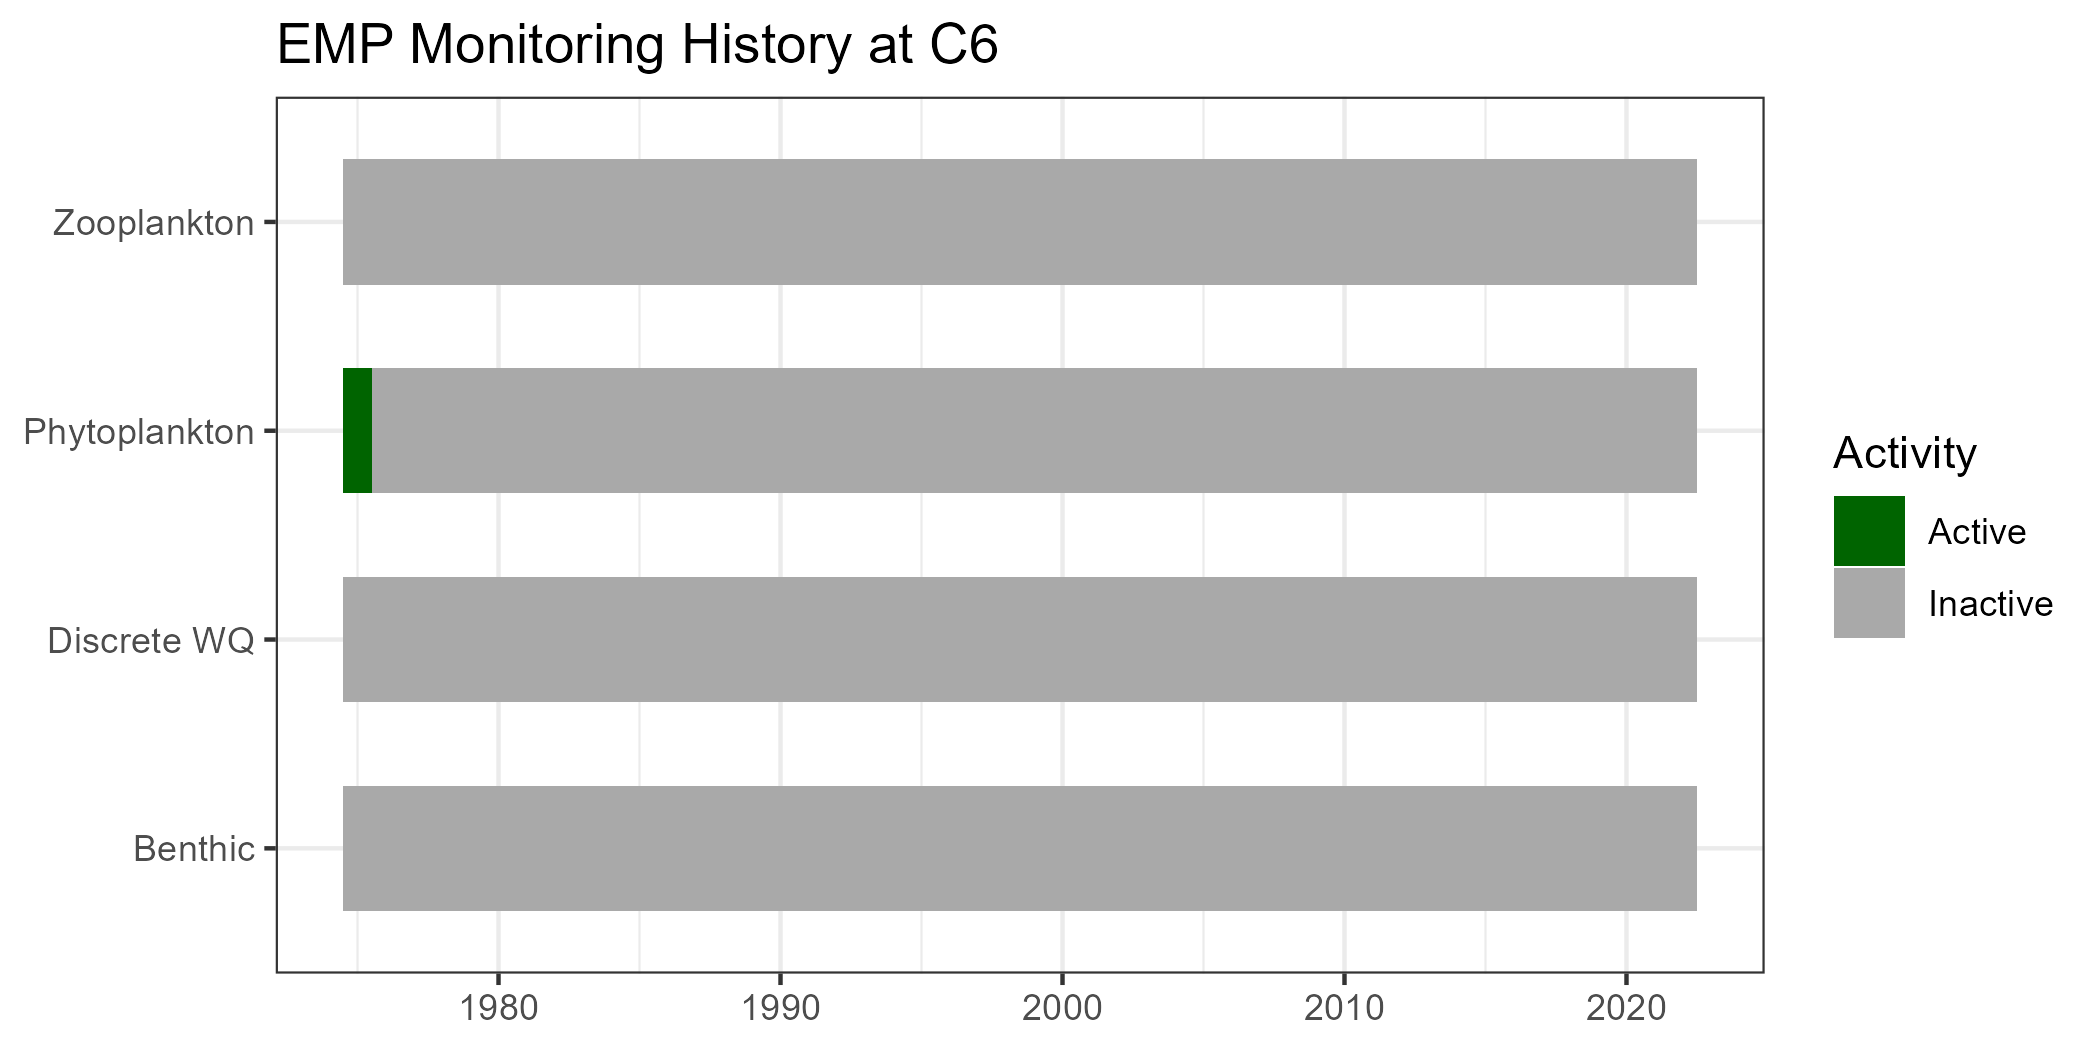 EMP Monitoring History at C6
Zooplankton
Phytoplankton
Discrete WQ
Benthic
1980 1990 2000 2010 2020
Activity
Active
Inactive